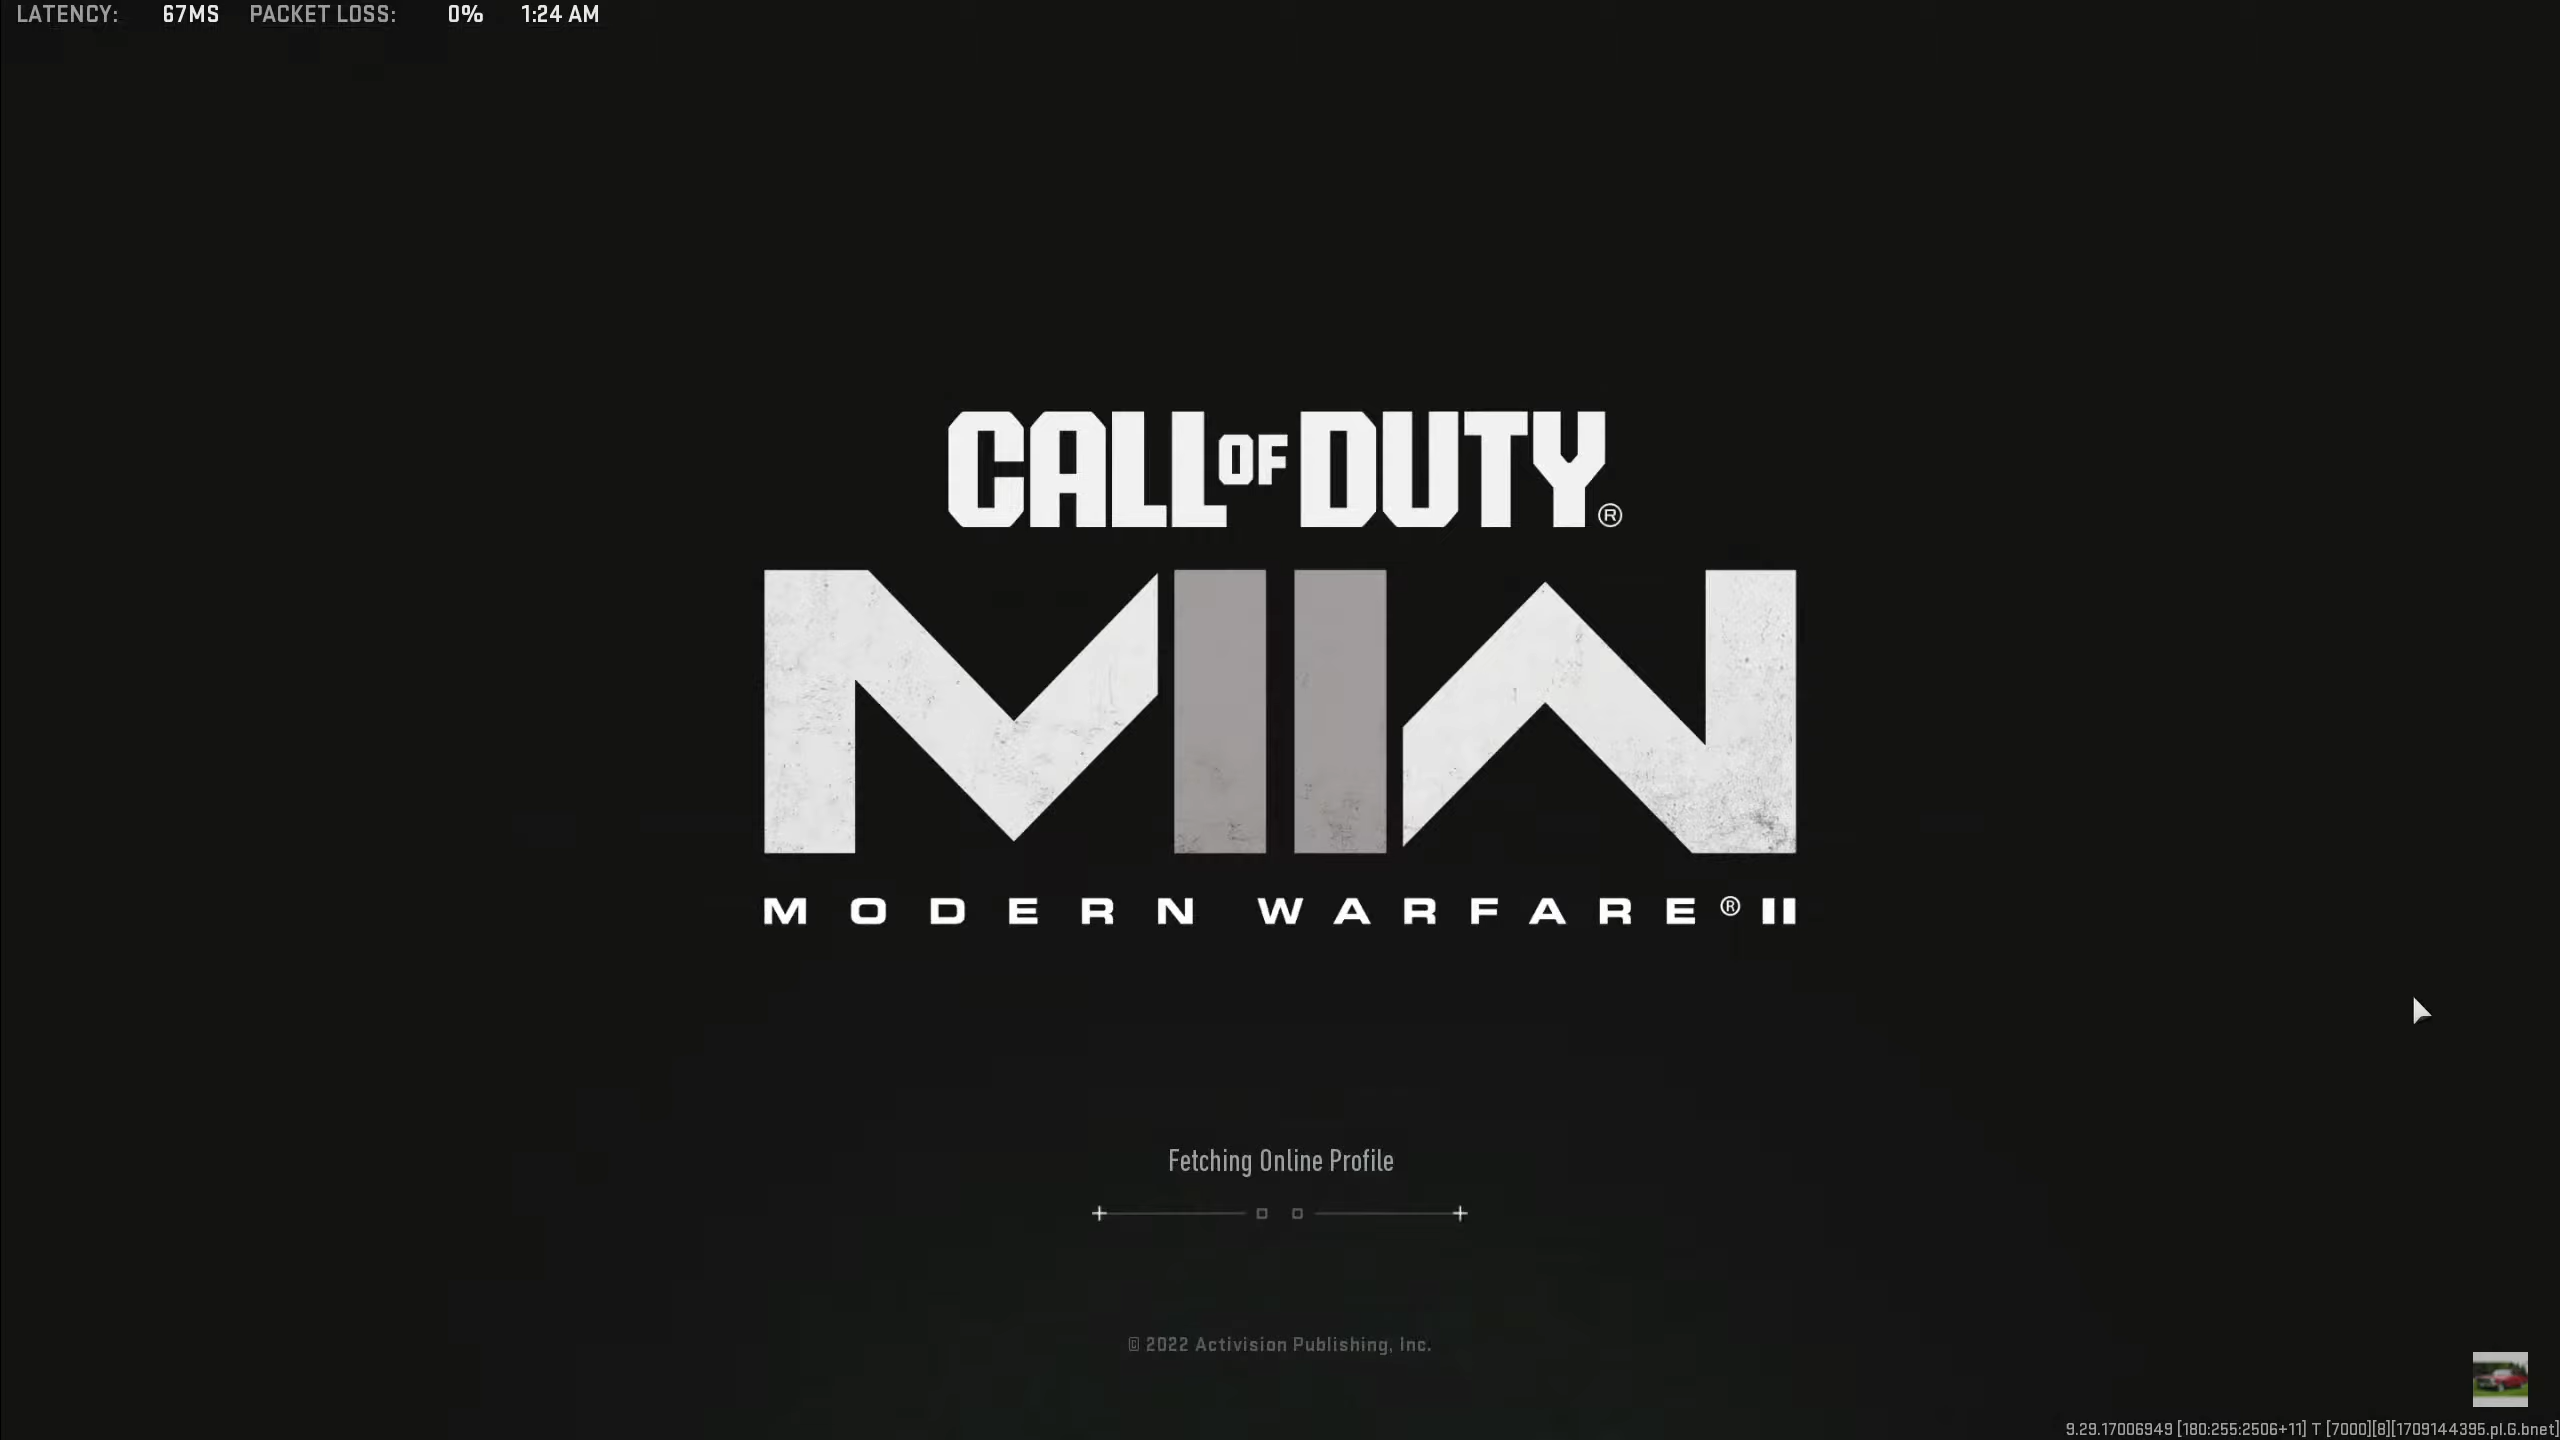 LATENCY: 67MS PACKET LOSS: 0% 1:24 AM
CALL OF DUTY®
MIIW
MODERN WARFARE® II
Fetching Online Profile
© 2022 Activision Publishing, Inc.
9.29.17006949 [180:255:2506+11] T [7000][8][1709144395.pl.G.bnet]